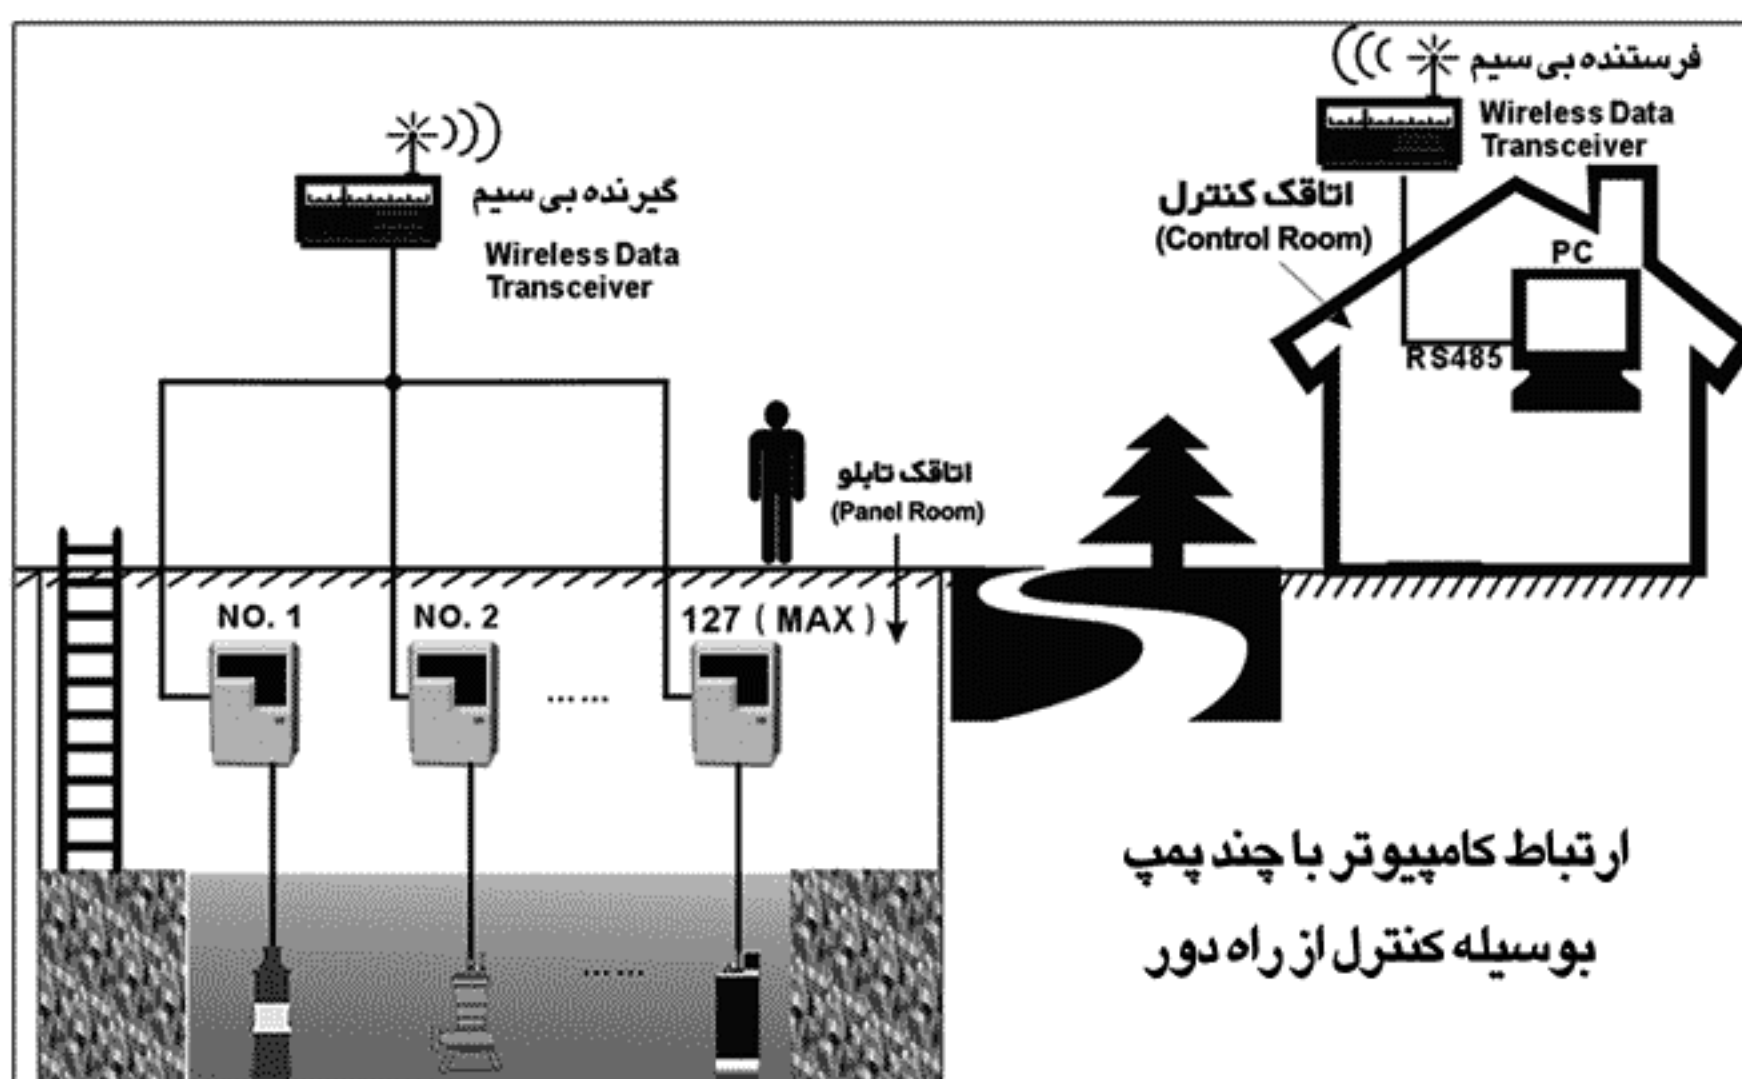 فرستنده بی سیم
Wireless Data
Transceiver
گیرنده بی سیم
Wireless Data
Transceiver
اتاقک کنترل
(Control Room)
PC
RS485
اتاقک تابلو
(Panel Room)
NO. 1
NO. 2
127 ( MAX )
......
......
ارتباط کامپیوتر با چند پمپ
بوسیله کنترل از راه دور